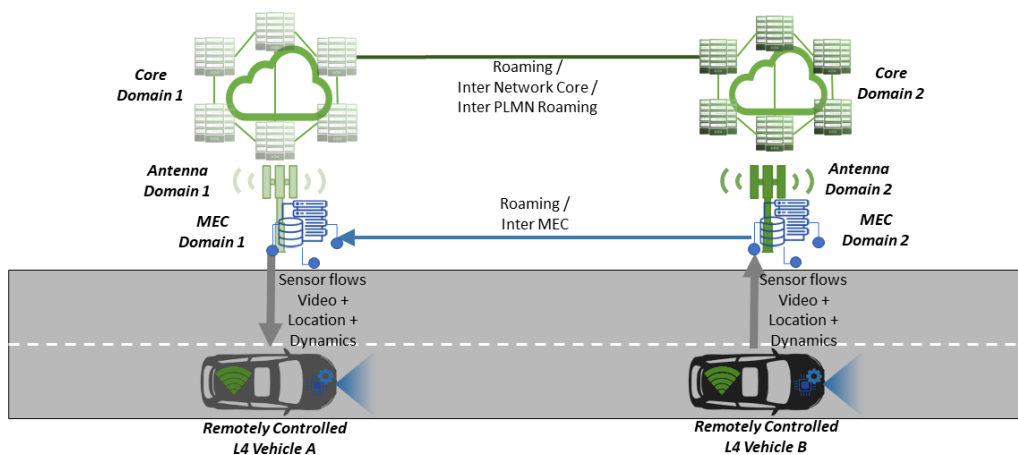 Core
Domain 1
Roaming /
Inter Network Core /
Inter PLMN Roaming
Core
Domain 2
Antenna
Domain 1
Antenna
Domain 2
MEC
Domain 1
Roaming /
Inter MEC
MEC
Domain 2
Sensor flows
Video +
Location +
Dynamics
Sensor flows
Video +
Location +
Dynamics
Remotely Controlled
L4 Vehicle A
Remotely Controlled
L4 Vehicle B